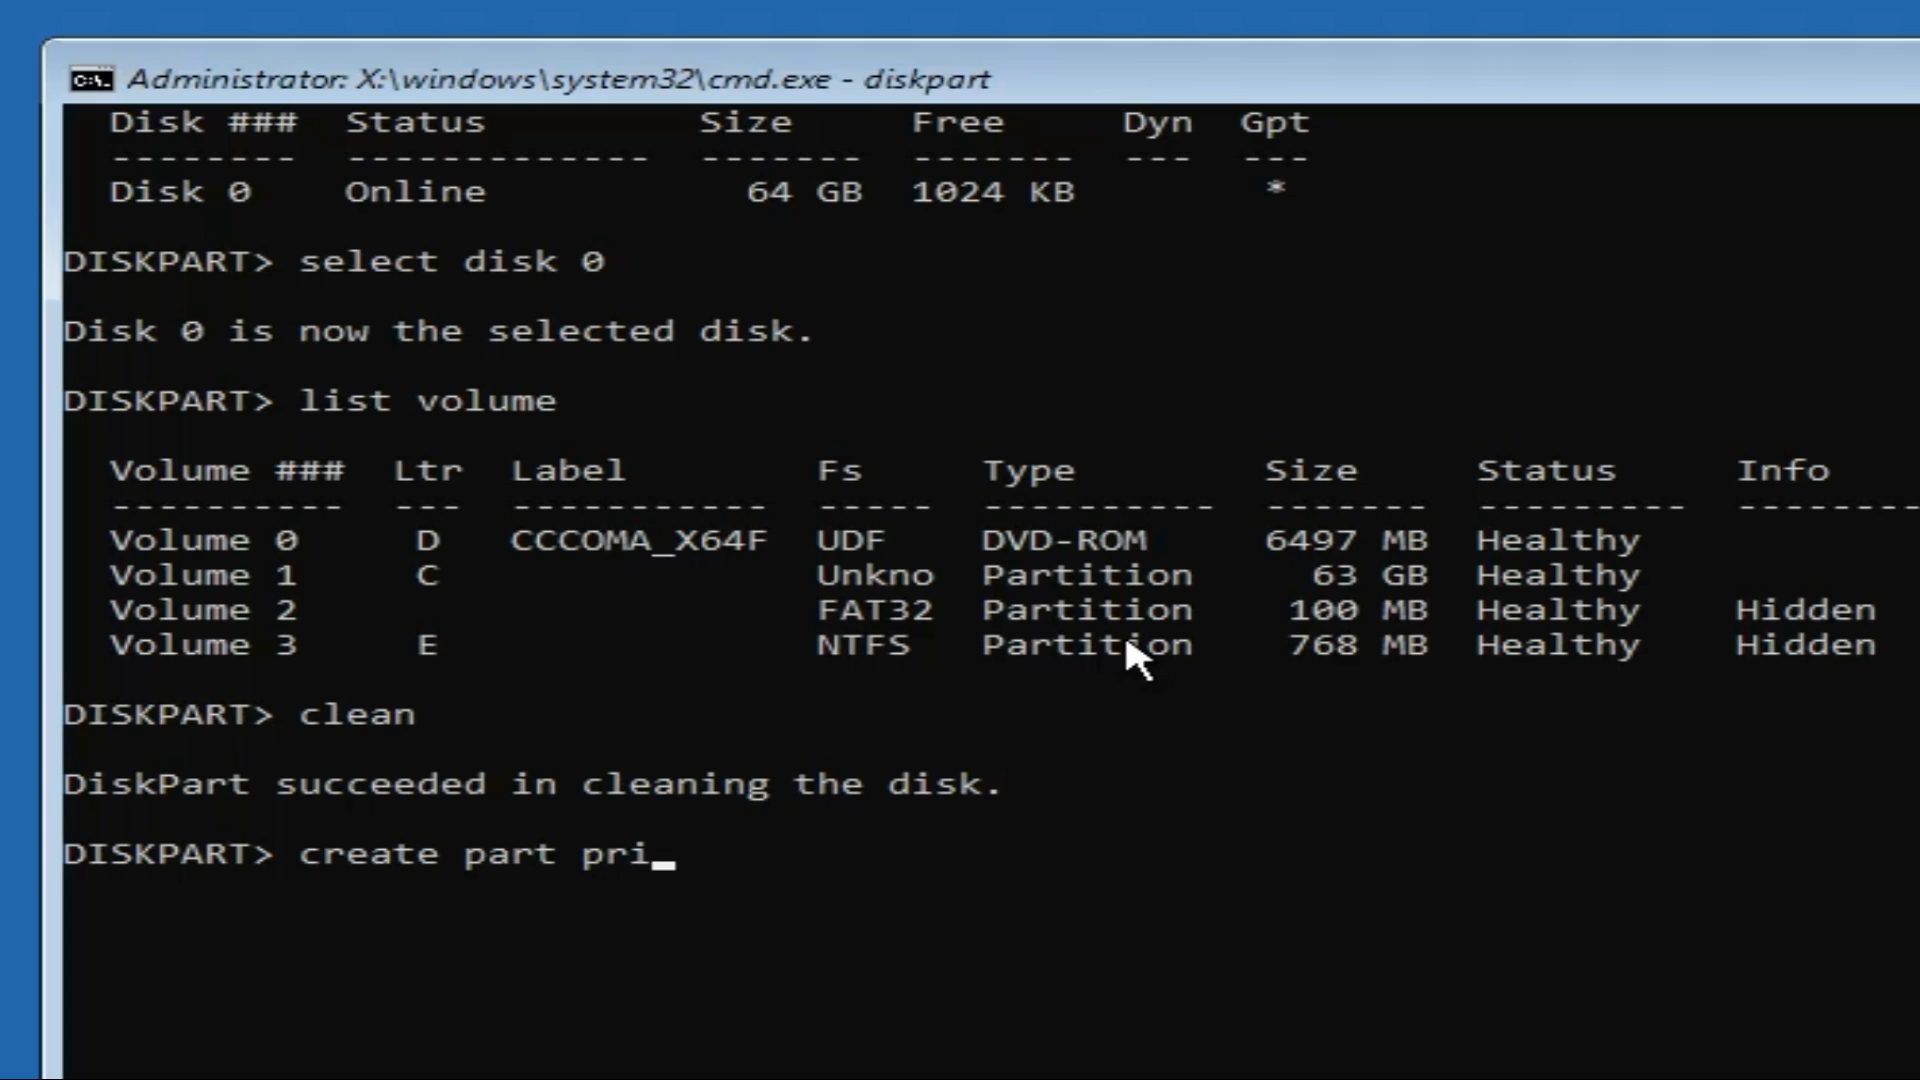 Administrator: X:\windows\system32\cmd.exe - diskpart
  Disk ###  Status         Size     Free     Dyn  Gpt
  --------  -------------  -------  -------  ---  ---
  Disk 0    Online           64 GB  1024 KB        *
DISKPART> select disk 0
Disk 0 is now the selected disk.
DISKPART> list volume
  Volume ###  Ltr  Label        Fs     Type        Size     Status     Info
  ----------  ---  -----------  -----  ----------  -------  ---------  --------
  Volume 0     D   CCCOMA_X64F  UDF    DVD-ROM     6497 MB  Healthy
  Volume 1     C                Unkno  Partition     63 GB  Healthy
  Volume 2                      FAT32  Partition    100 MB  Healthy    Hidden
  Volume 3     E                NTFS   Partition    768 MB  Healthy    Hidden
DISKPART> clean
DiskPart succeeded in cleaning the disk.
DISKPART> create part pri_